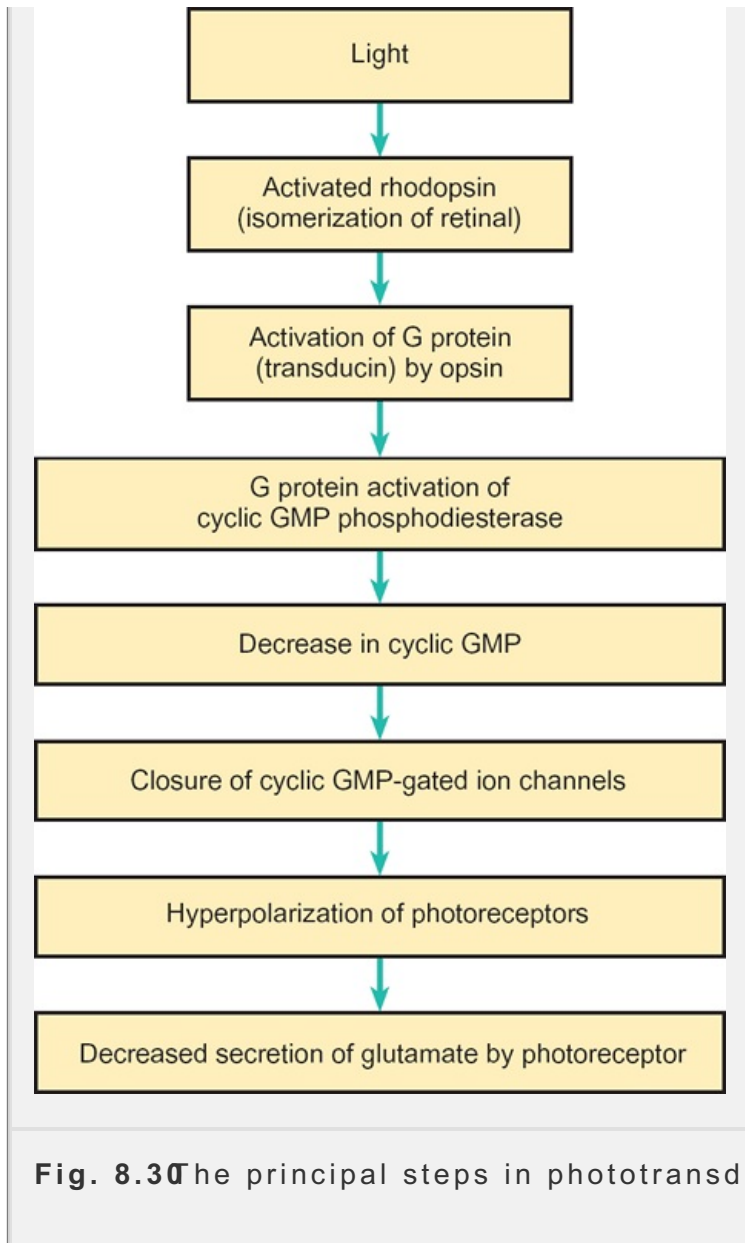 Light
Activated rhodopsin
(isomerization of retinal)
Activation of G protein
(transducin) by opsin
G protein activation of
cyclic GMP phosphodiesterase
Decrease in cyclic GMP
Closure of cyclic GMP-gated ion channels
Hyperpolarization of photoreceptors
Decreased secretion of glutamate by photoreceptor
Fig. 8.30 The principal steps in phototransd